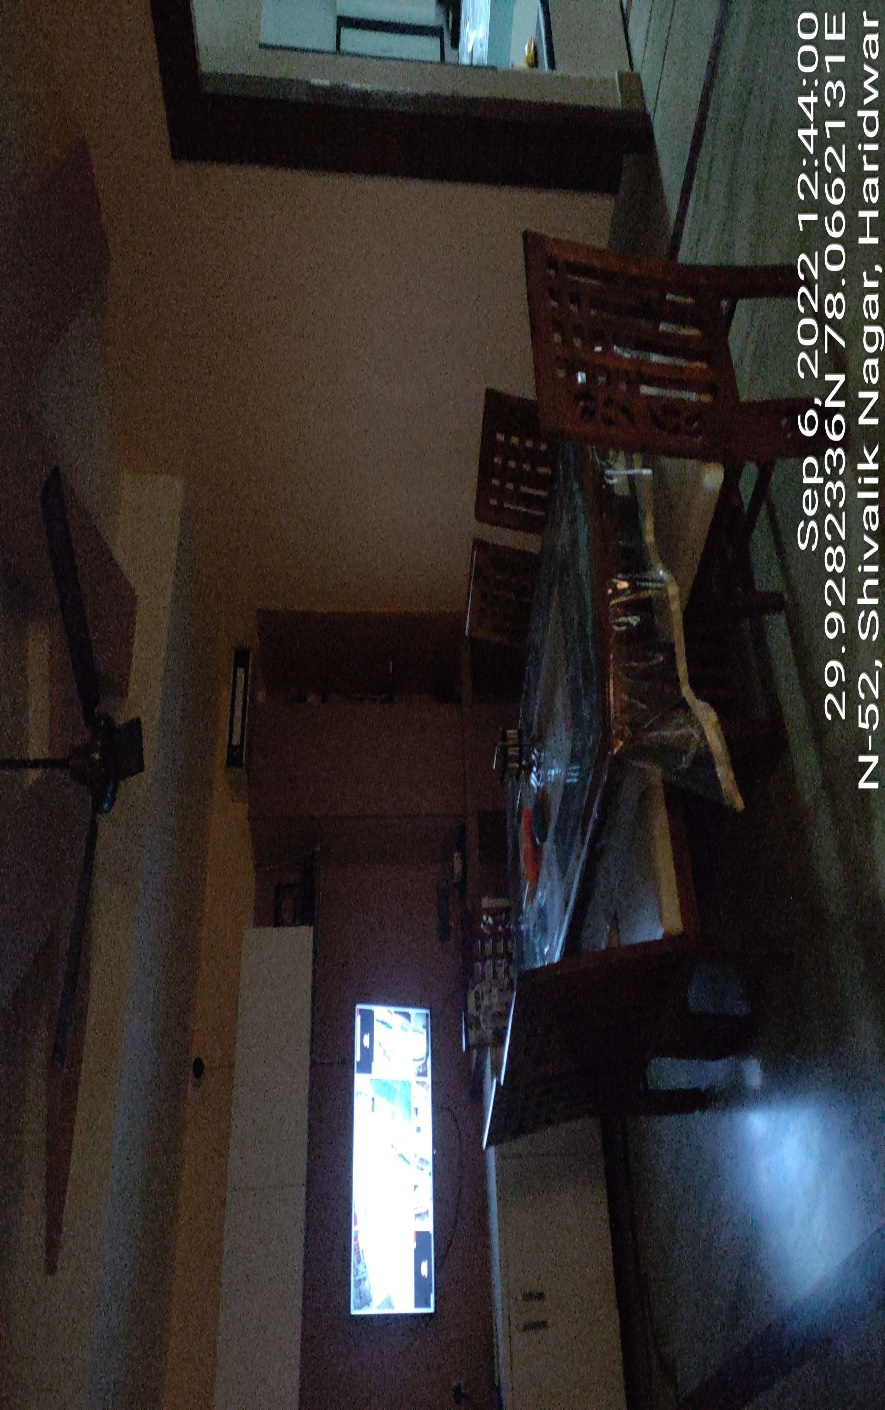 Sep 6, 2022 12:44:00
29.9282336N 78.0662131E
N-52, Shivalik Nagar, Haridwar